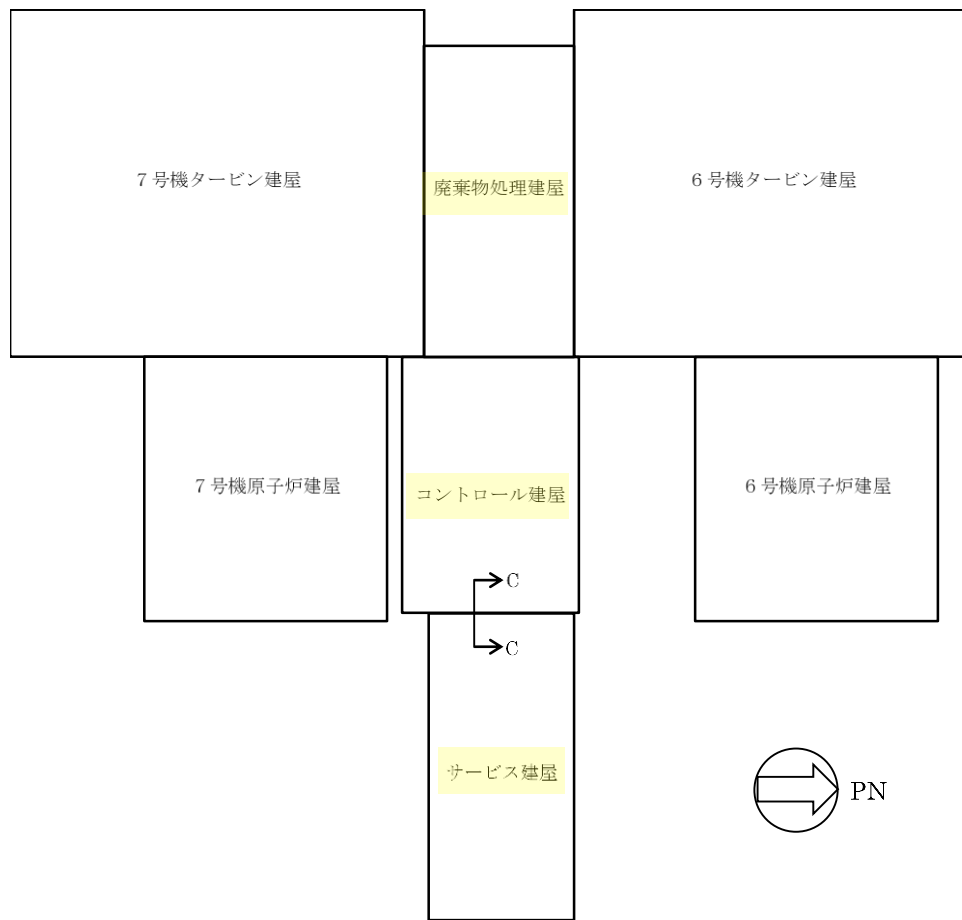 ７号機タービン建屋
廃棄物処理建屋
６号機タービン建屋
７号機原子炉建屋
コントロール建屋
６号機原子炉建屋
C
C
サービス建屋
PN